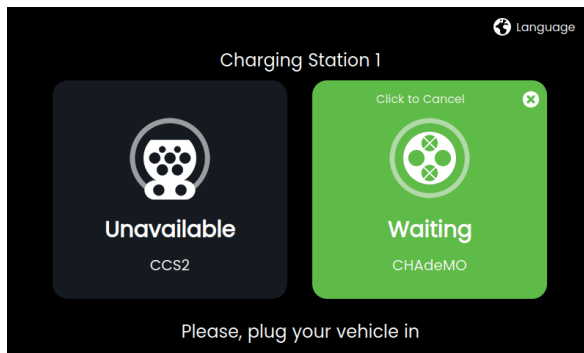 Language
Charging Station 1
Click to Cancel
Unavailable
CCS2
Waiting
CHAdeMO
Please, plug your vehicle in